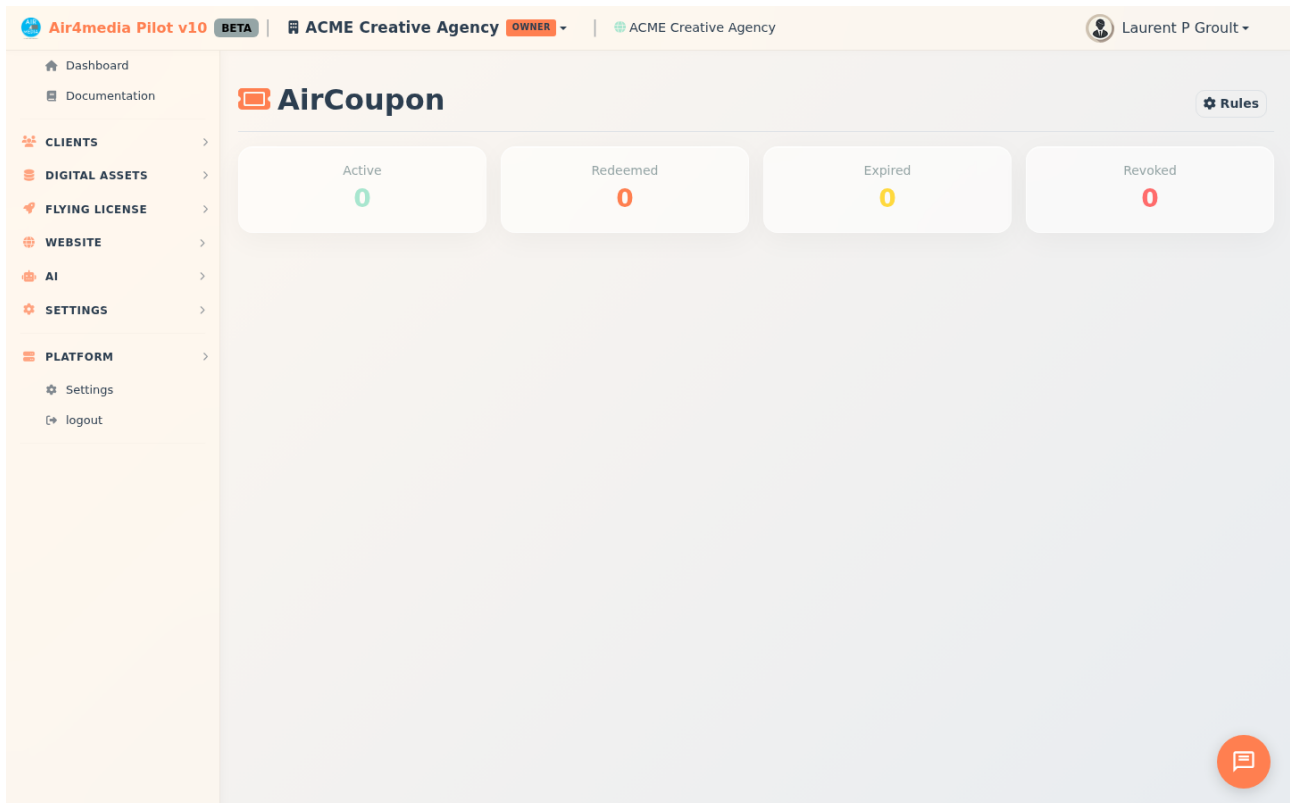 Air4media Pilot v10 BETA ACME Creative Agency OWNER ACME Creative Agency Laurent P Groult
Dashboard
Documentation
CLIENTS
DIGITAL ASSETS
FLYING LICENSE
WEBSITE
AI
SETTINGS
PLATFORM
Settings
logout
AirCoupon
Rules
Active
0
Redeemed
0
Expired
0
Revoked
0